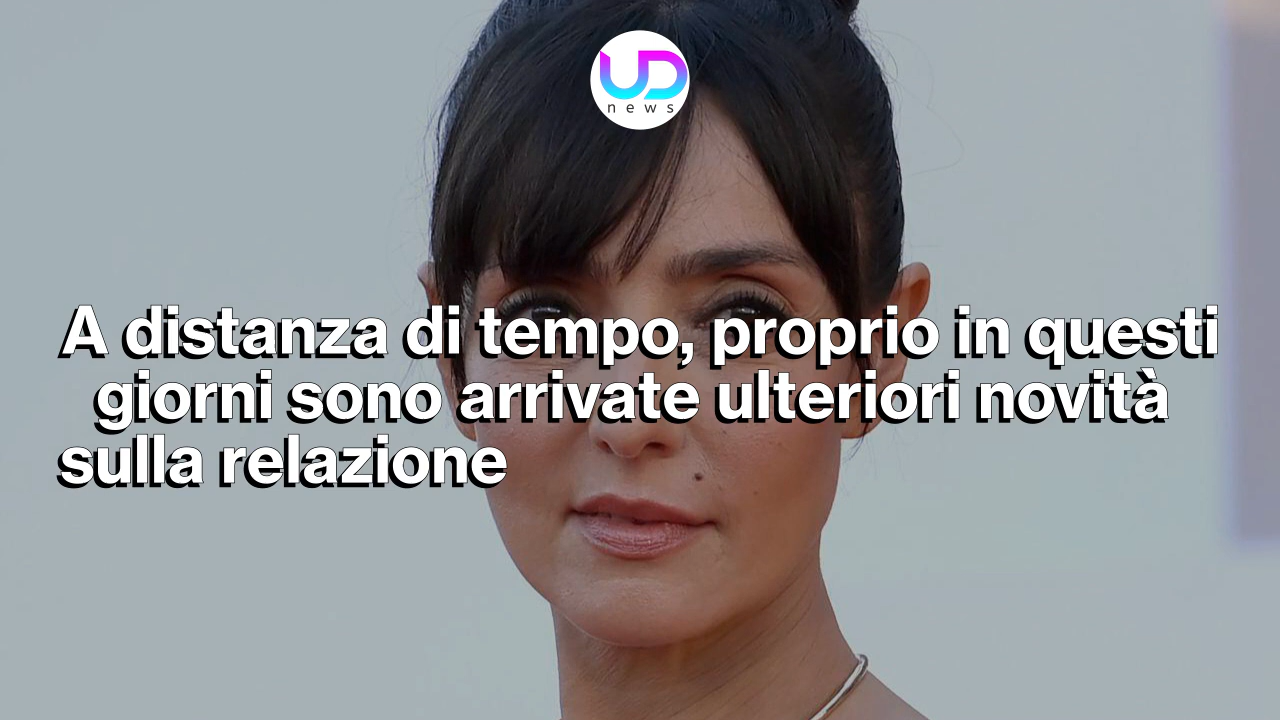 UD
news
A distanza di tempo, proprio in questi
giorni sono arrivate ulteriori novità
sulla relazione